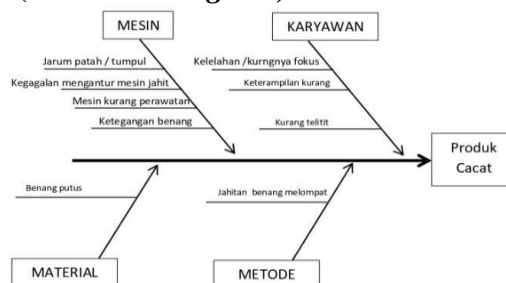 MESIN
KARYAWAN
Jarum patah / tumpul
Kegagalan mengantur mesin jahit
Mesin kurang perawatan
Ketegangan benang
Kelelahan /kurngnya fokus
Keterampilan kurang
Kurang telitit
Produk
Cacat
Benang putus
Jahitan benang melompat
MATERIAL
METODE